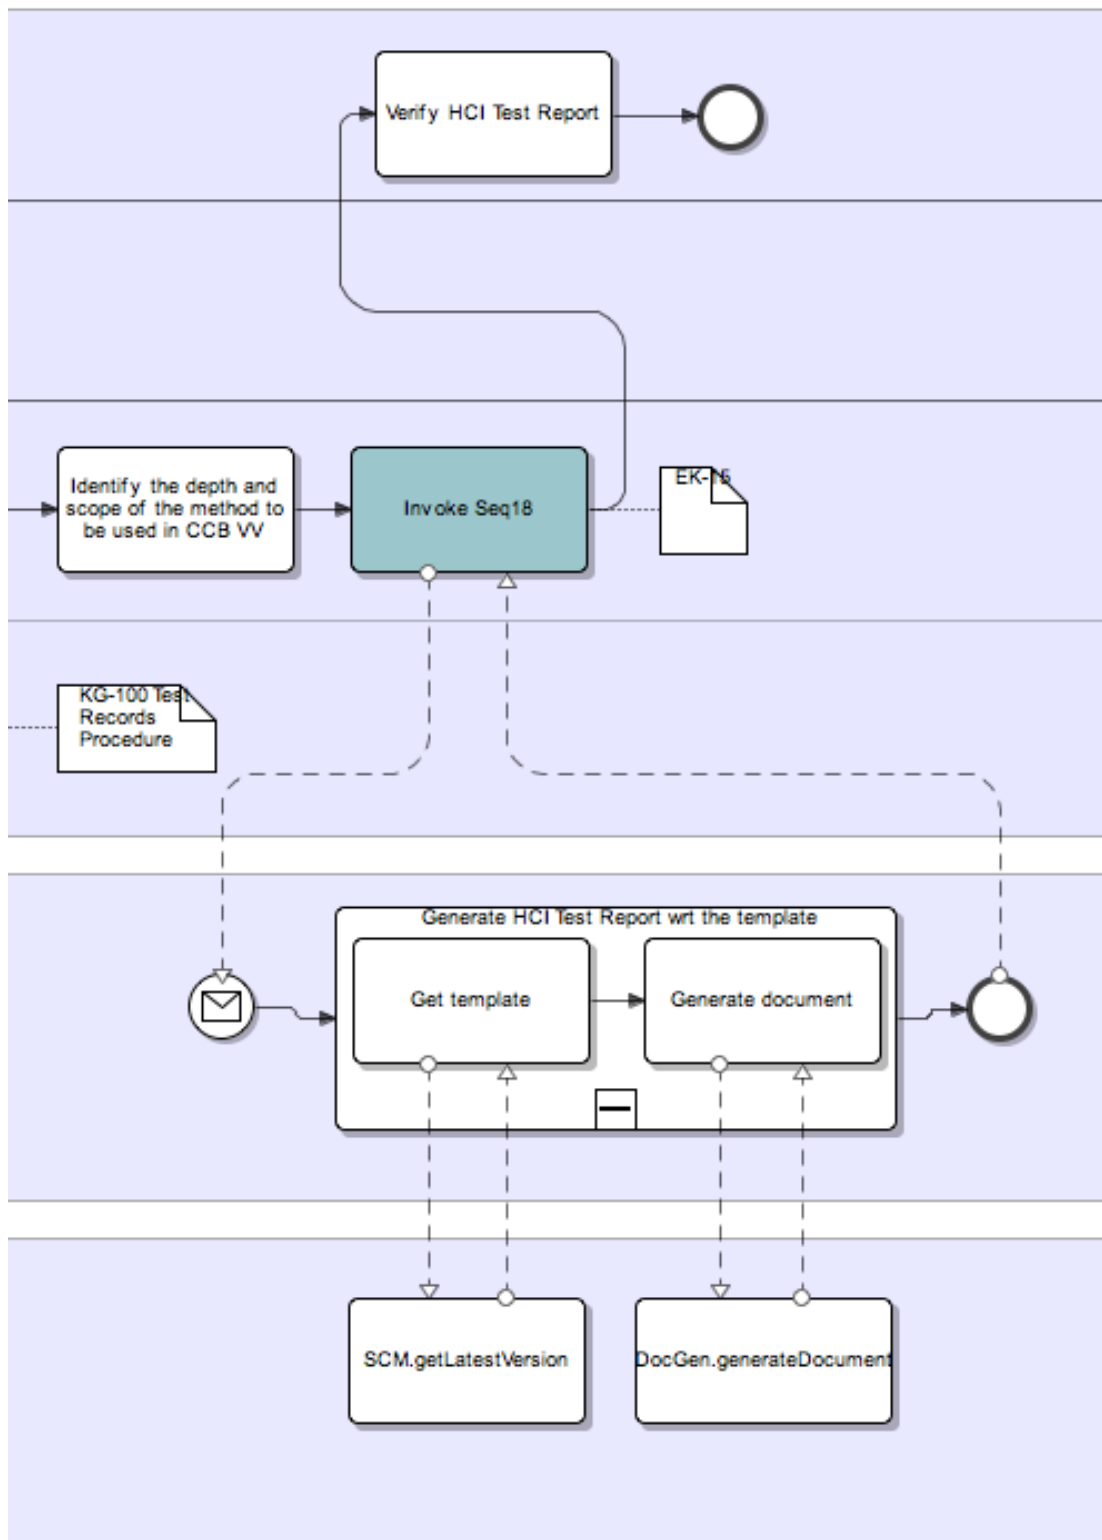 Verify HCI Test Report
Identify the depth and
scope of the method to
be used in CCB VV
Invoke Seq18
EK-15
KG-100 Test
Records
Procedure
Generate HCI Test Report wrt the template
Get template
Generate document
SCM.getLatestVersion
DocGen.generateDocument